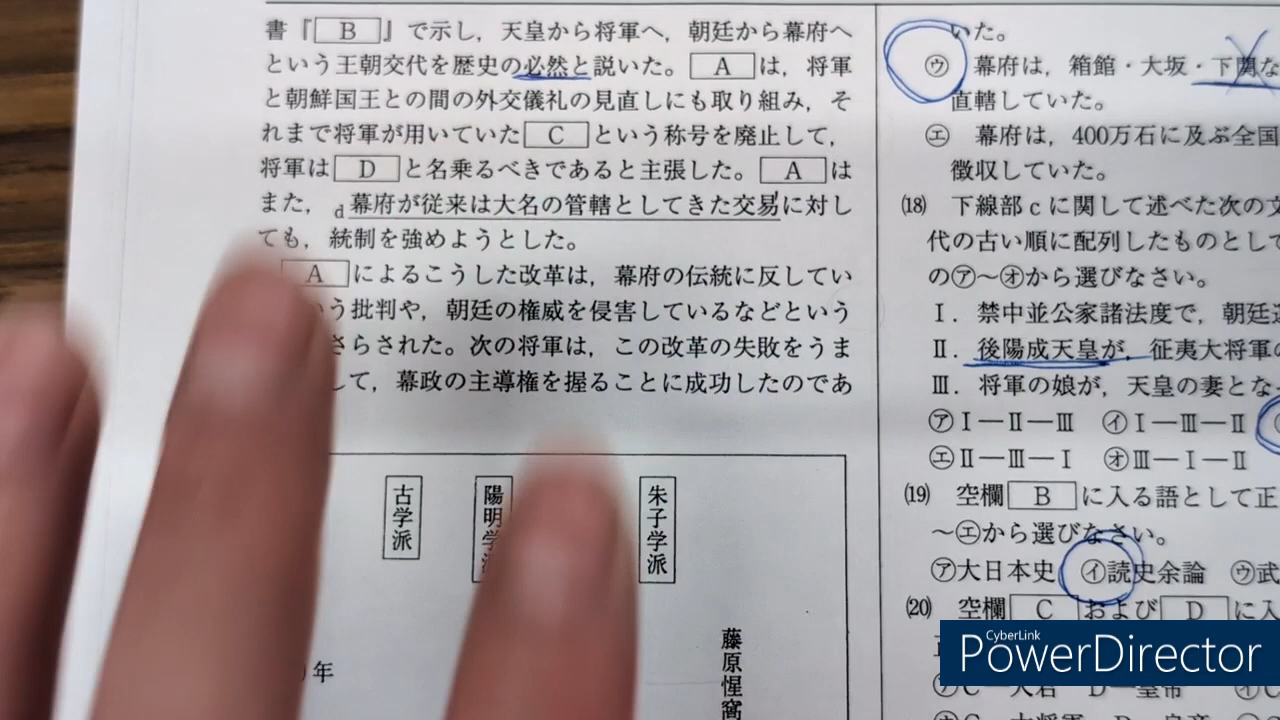 書『 B 』で示し，天皇から将軍へ，朝廷から幕府へ
という王朝交代を歴史の必然と説いた。 A は，将軍
と朝鮮国王との間の外交儀礼の見直しにも取り組み，そ
れまで将軍が用いていた C という称号を廃止して，
将軍は D と名乗るべきであると主張した。 A は
また，d幕府が従来は大名の管轄としてきた交易に対し
ても，統制を強めようとした。
A によるこうした改革は，幕府の伝統に反してい
う批判や，朝廷の権威を侵害しているなどという
さらされた。次の将軍は，この改革の失敗をうま
して，幕政の主導権を握ることに成功したのであ
古学派
陽明学
朱子学派
藤原惺窩
年
いた。
㋒ 幕府は，箱館・大坂・下関な
直轄していた。
㋓ 幕府は，400万石に及ぶ全国
徴収していた。
⒅ 下線部cに関して述べた次の文
代の古い順に配列したものとして
の㋐～㋔から選びなさい。
Ⅰ．禁中並公家諸法度で，朝廷
Ⅱ．後陽成天皇が，征夷大将軍の
Ⅲ．将軍の娘が，天皇の妻とな
㋐Ⅰ―Ⅱ―Ⅲ ㋑Ⅰ―Ⅲ―Ⅱ
㋓Ⅱ―Ⅲ―Ⅰ ㋔Ⅲ―Ⅰ―Ⅱ
⒆ 空欄 B に入る語として正
～㋓から選びなさい。
㋐大日本史 ㋑読史余論 ㋒武
⒇ 空欄 C および D に入
CyberLink
PowerDirector